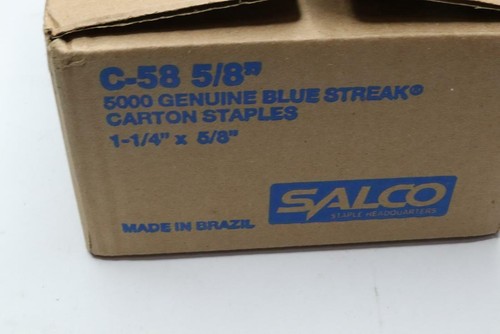 C-58 5/8"
5000 GENUINE BLUE STREAK®
CARTON STAPLES
1-1/4" x 5/8"
SALCO
STAPLE HEADQUARTERS
MADE IN BRAZIL